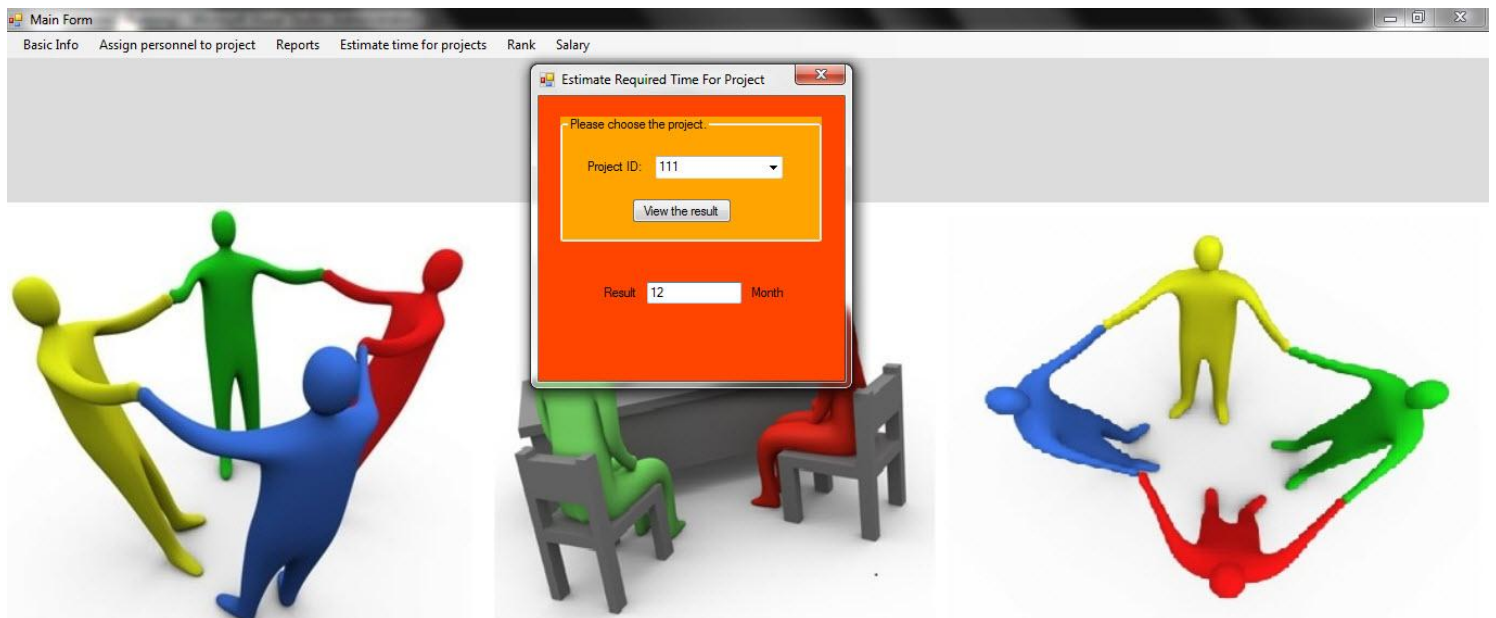 Main Form
Basic Info Assign personnel to project Reports Estimate time for projects Rank Salary
Estimate Required Time For Project
Please choose the project.
Project ID: 111
View the result
Result 12 Month